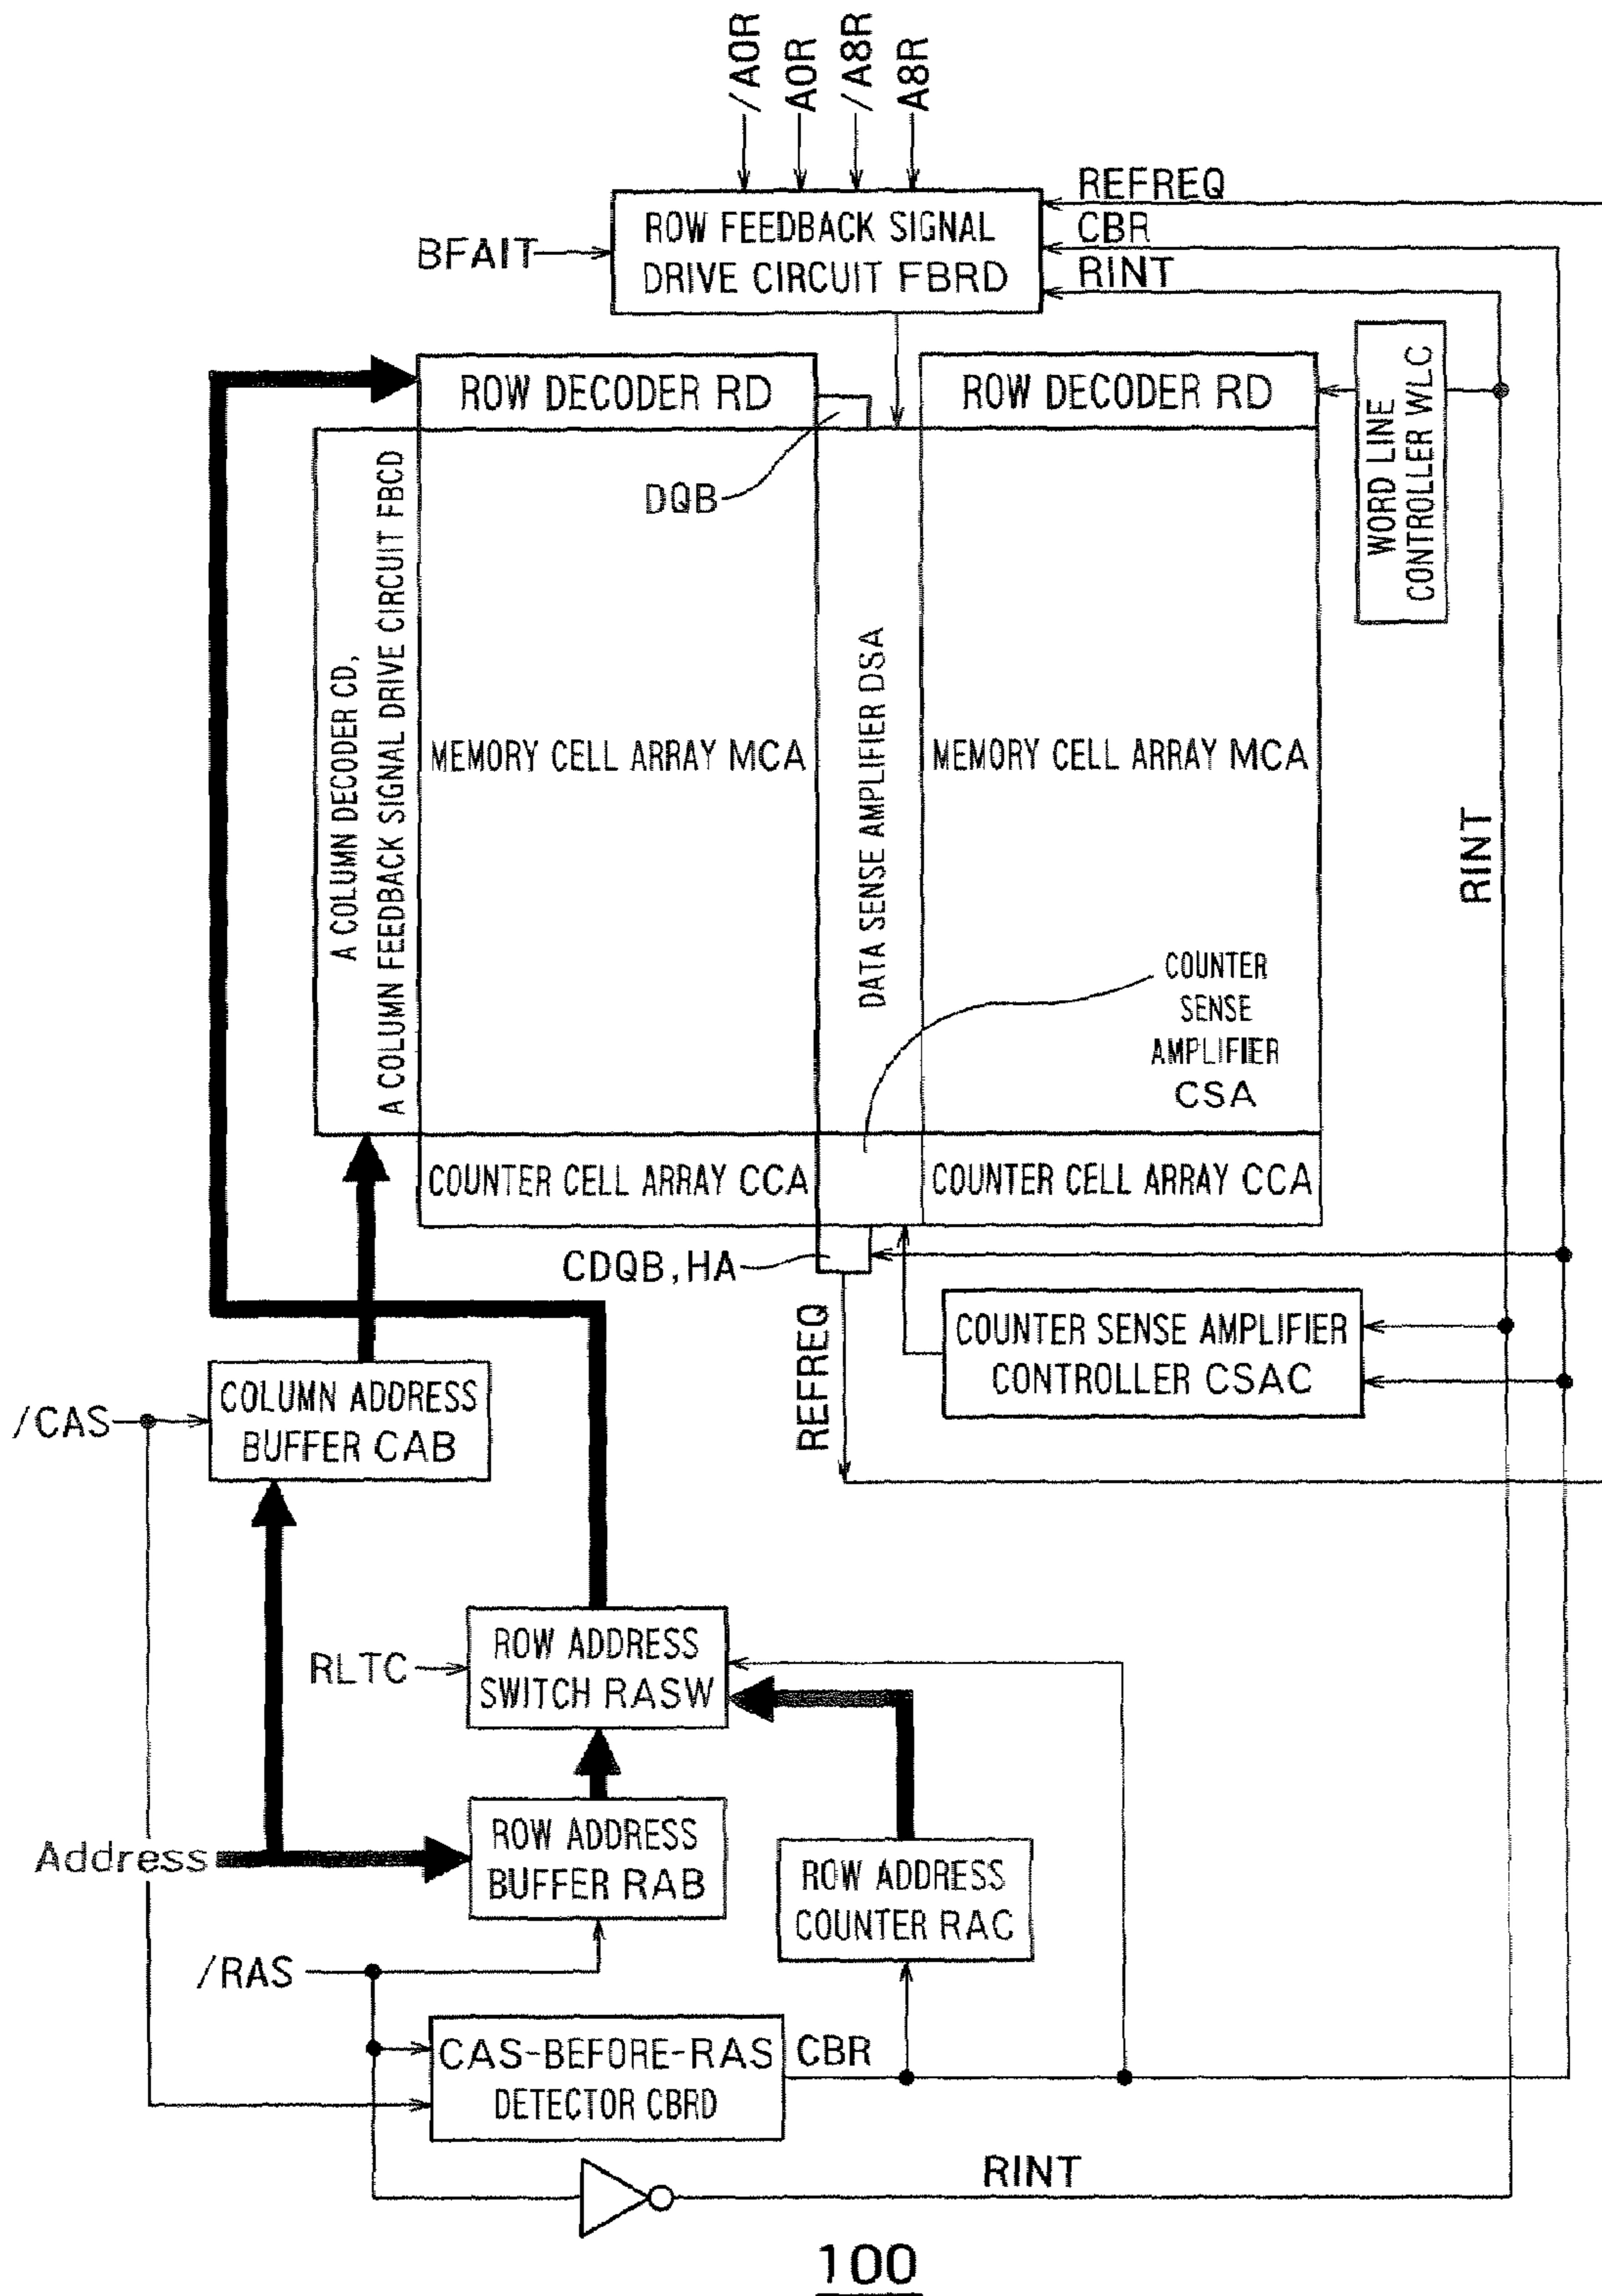 /A0R
A0R
/A8R
A8R
REFREQ
CBR
RINT
BFAIT
ROW FEEDBACK SIGNAL
DRIVE CIRCUIT FBRD
ROW DECODER RD
ROW DECODER RD
DQB
WORD LINE
CONTROLLER WLC
A COLUMN DECODER CD,
A COLUMN FEEDBACK SIGNAL DRIVE CIRCUIT FBCD
MEMORY CELL ARRAY MCA
DATA SENSE AMPLIFIER DSA
MEMORY CELL ARRAY MCA
RINT
COUNTER
SENSE
AMPLIFIER
CSA
COUNTER CELL ARRAY CCA
COUNTER CELL ARRAY CCA
CDQB,HA
REFREQ
COUNTER SENSE AMPLIFIER
CONTROLLER CSAC
/CAS
COLUMN ADDRESS
BUFFER CAB
RLTC
ROW ADDRESS
SWITCH RASW
Address
ROW ADDRESS
BUFFER RAB
ROW ADDRESS
COUNTER RAC
/RAS
CAS-BEFORE-RAS
DETECTOR CBRD
CBR
RINT
100